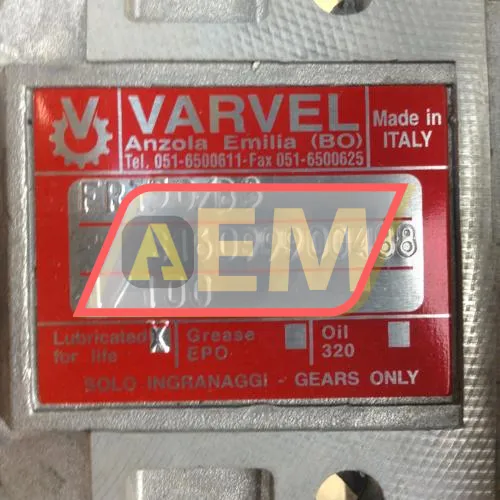 VARVEL
Anzola Emilia (BO)
Tel. 051-6500611-Fax 051-6500625
Made in
ITALY
AEM
Lubricated X
for life
Grease
EPO
Oil
320
SOLO INGRANAGGI - GEARS ONLY